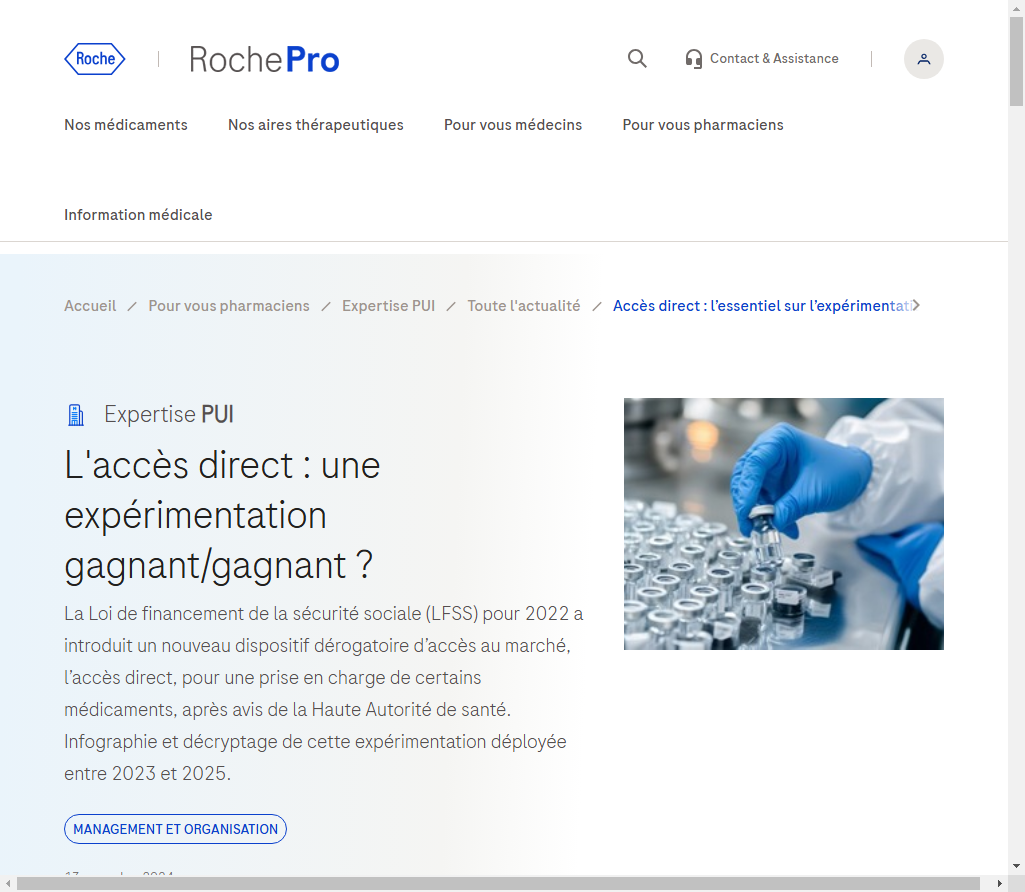 Roche
RochePro
Contact & Assistance
Nos médicaments
Nos aires thérapeutiques
Pour vous médecins
Pour vous pharmaciens
Information médicale
Accueil / Pour vous pharmaciens / Expertise PUI / Toute l'actualité / Accès direct : l’essentiel sur l’expérimentati
Expertise PUI
L'accès direct : une
expérimentation
gagnant/gagnant ?
La Loi de financement de la sécurité sociale (LFSS) pour 2022 a
introduit un nouveau dispositif dérogatoire d’accès au marché,
l’accès direct, pour une prise en charge de certains
médicaments, après avis de la Haute Autorité de santé.
Infographie et décryptage de cette expérimentation déployée
entre 2023 et 2025.
MANAGEMENT ET ORGANISATION